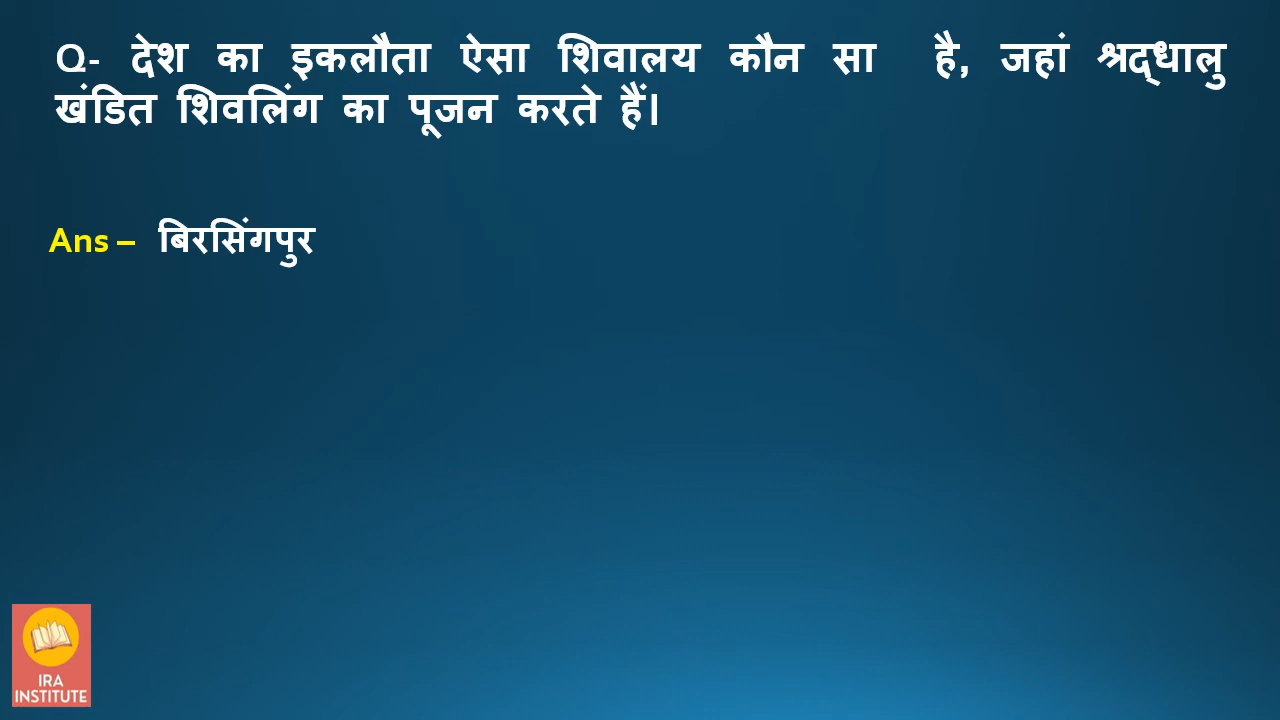 Q- देश का इकलौता ऐसा शिवालय कौन सा है, जहां श्रद्धालु
खंडित शिवलिंग का पूजन करते हैं।
Ans – बिरसिंगपुर
IRA
INSTITUTE